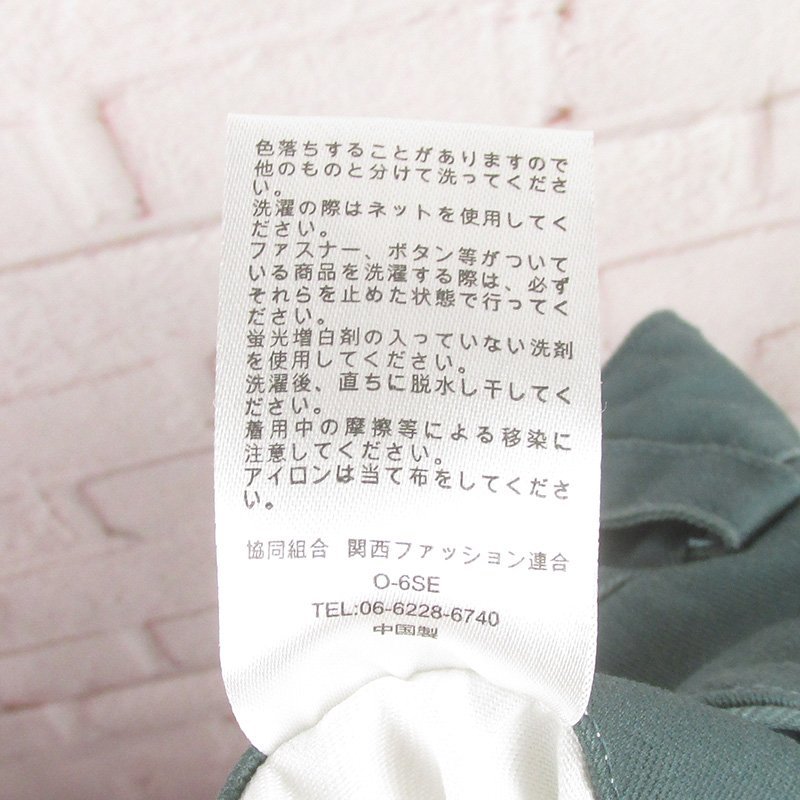 色落ちすることがありますので
他のものと分けて洗ってくださ
い。
洗濯の際はネットを使用してく
ださい。
ファスナー、ボタン等がついて
いる商品を洗濯する際は、必ず
それらを止めた状態で行ってく
ださい。
蛍光増白剤の入っていない洗剤
を使用してください。
洗濯後、直ちに脱水し干してく
ださい。
着用中の摩擦等による移染に
注意してください。
アイロンは当て布をしてくださ
い。
協同組合 関西ファッション連合
O-6SE
TEL:06-6228-6740
中国製